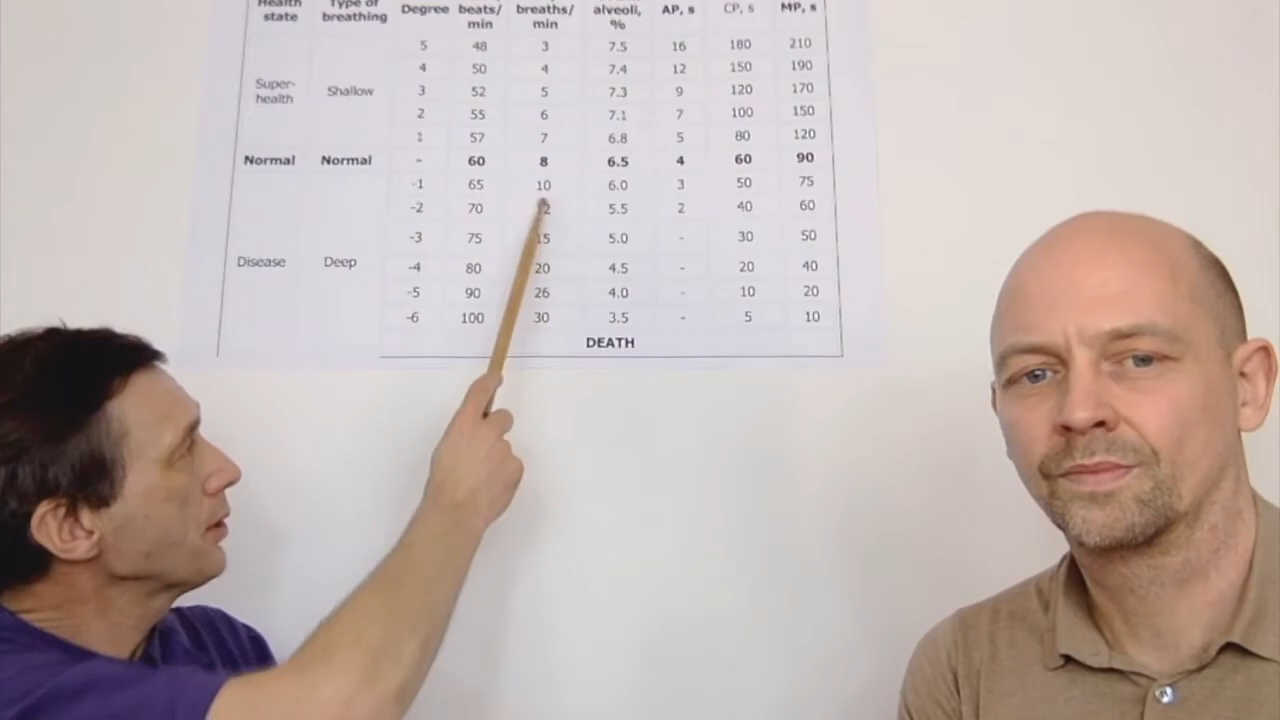 Health Type of Degree beats/ breaths/ alveoli, AP, s CP, s MP, s
state breathing min min %
5 48 3 7.5 16 180 210
4 50 4 7.4 12 150 190
Super- Shallow 3 52 5 7.3 9 120 170
health
2 55 6 7.1 7 100 150
1 57 7 6.8 5 80 120
Normal Normal - 60 8 6.5 4 60 90
-1 65 10 6.0 3 50 75
-2 70 12 5.5 2 40 60
-3 75 15 5.0 - 30 50
Disease Deep -4 80 20 4.5 - 20 40
-5 90 26 4.0 - 10 20
-6 100 30 3.5 - 5 10
DEATH